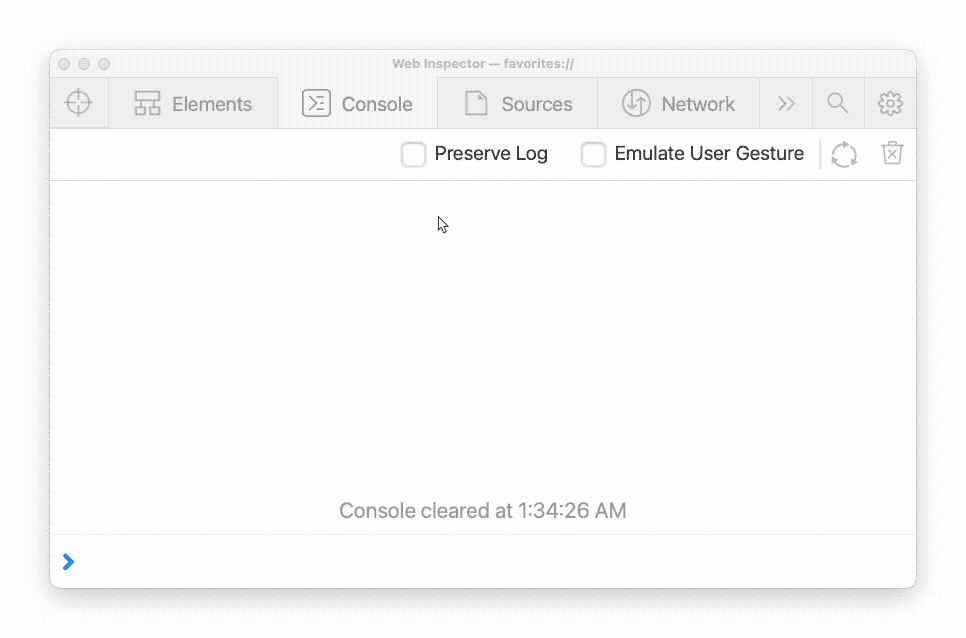 Web Inspector — favorites://
Elements
Console
Sources
Network
Preserve Log
Emulate User Gesture
Console cleared at 1:34:26 AM